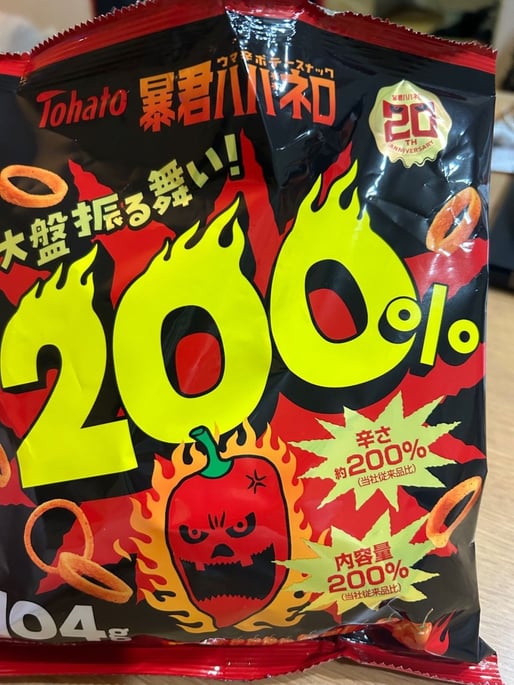 ウマ辛ポテースナック
Tohato 暴君ハバネロ
暴君ハバネロ
20
TH
ANNIVERSARY
大盤振る舞い!
200%
辛さ
約200%
(当社従来品比)
内容量
200%
(当社従来品比)
104g